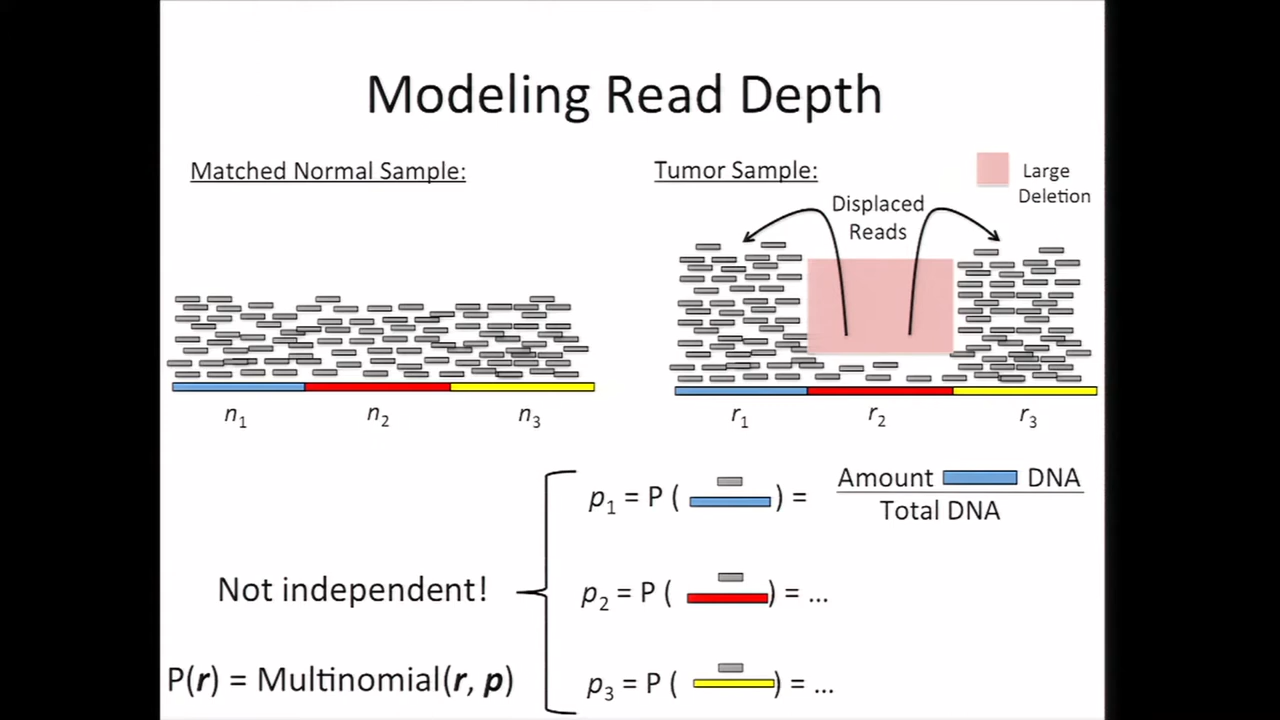 Modeling Read Depth
Matched Normal Sample:
Tumor Sample:
Large
Deletion
Displaced
Reads
n1 n2 n3
r1 r2 r3
p1 = P ( ) = Amount DNA
Total DNA
Not independent!
p2 = P ( ) = ...
P(r) = Multinomial(r, p)
p3 = P ( ) = ...